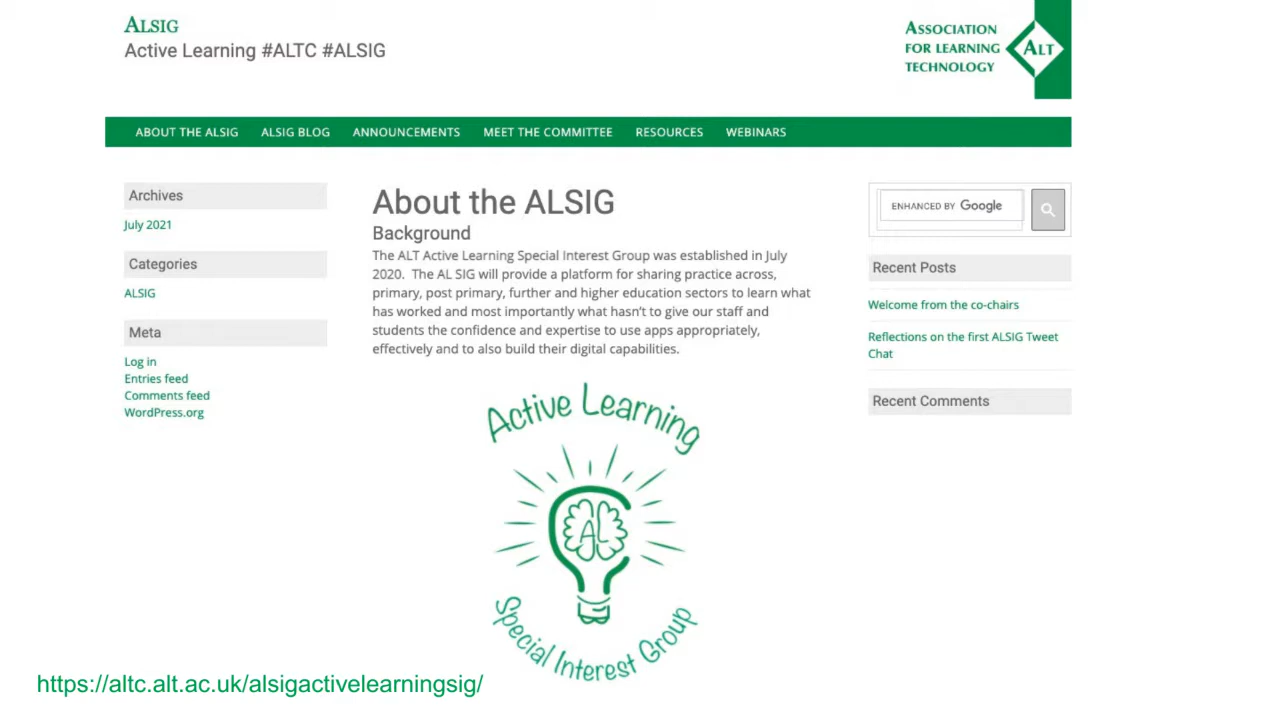 ALSIG
Active Learning #ALTC #ALSIG
ASSOCIATION
FOR LEARNING
TECHNOLOGY
ALT
ABOUT THE ALSIG ALSIG BLOG ANNOUNCEMENTS MEET THE COMMITTEE RESOURCES WEBINARS
Archives
July 2021
Categories
ALSIG
Meta
Log in
Entries feed
Comments feed
WordPress.org
About the ALSIG
Background
The ALT Active Learning Special Interest Group was established in July
2020. The AL SIG will provide a platform for sharing practice across,
primary, post primary, further and higher education sectors to learn what
has worked and most importantly what hasn't to give our staff and
students the confidence and expertise to use apps appropriately,
effectively and to also build their digital capabilities.
Active Learning
AL
Special Interest Group
ENHANCED BY Google
Recent Posts
Welcome from the co-chairs
Reflections on the first ALSIG Tweet
Chat
Recent Comments
https://altc.alt.ac.uk/alsigactivelearningsig/